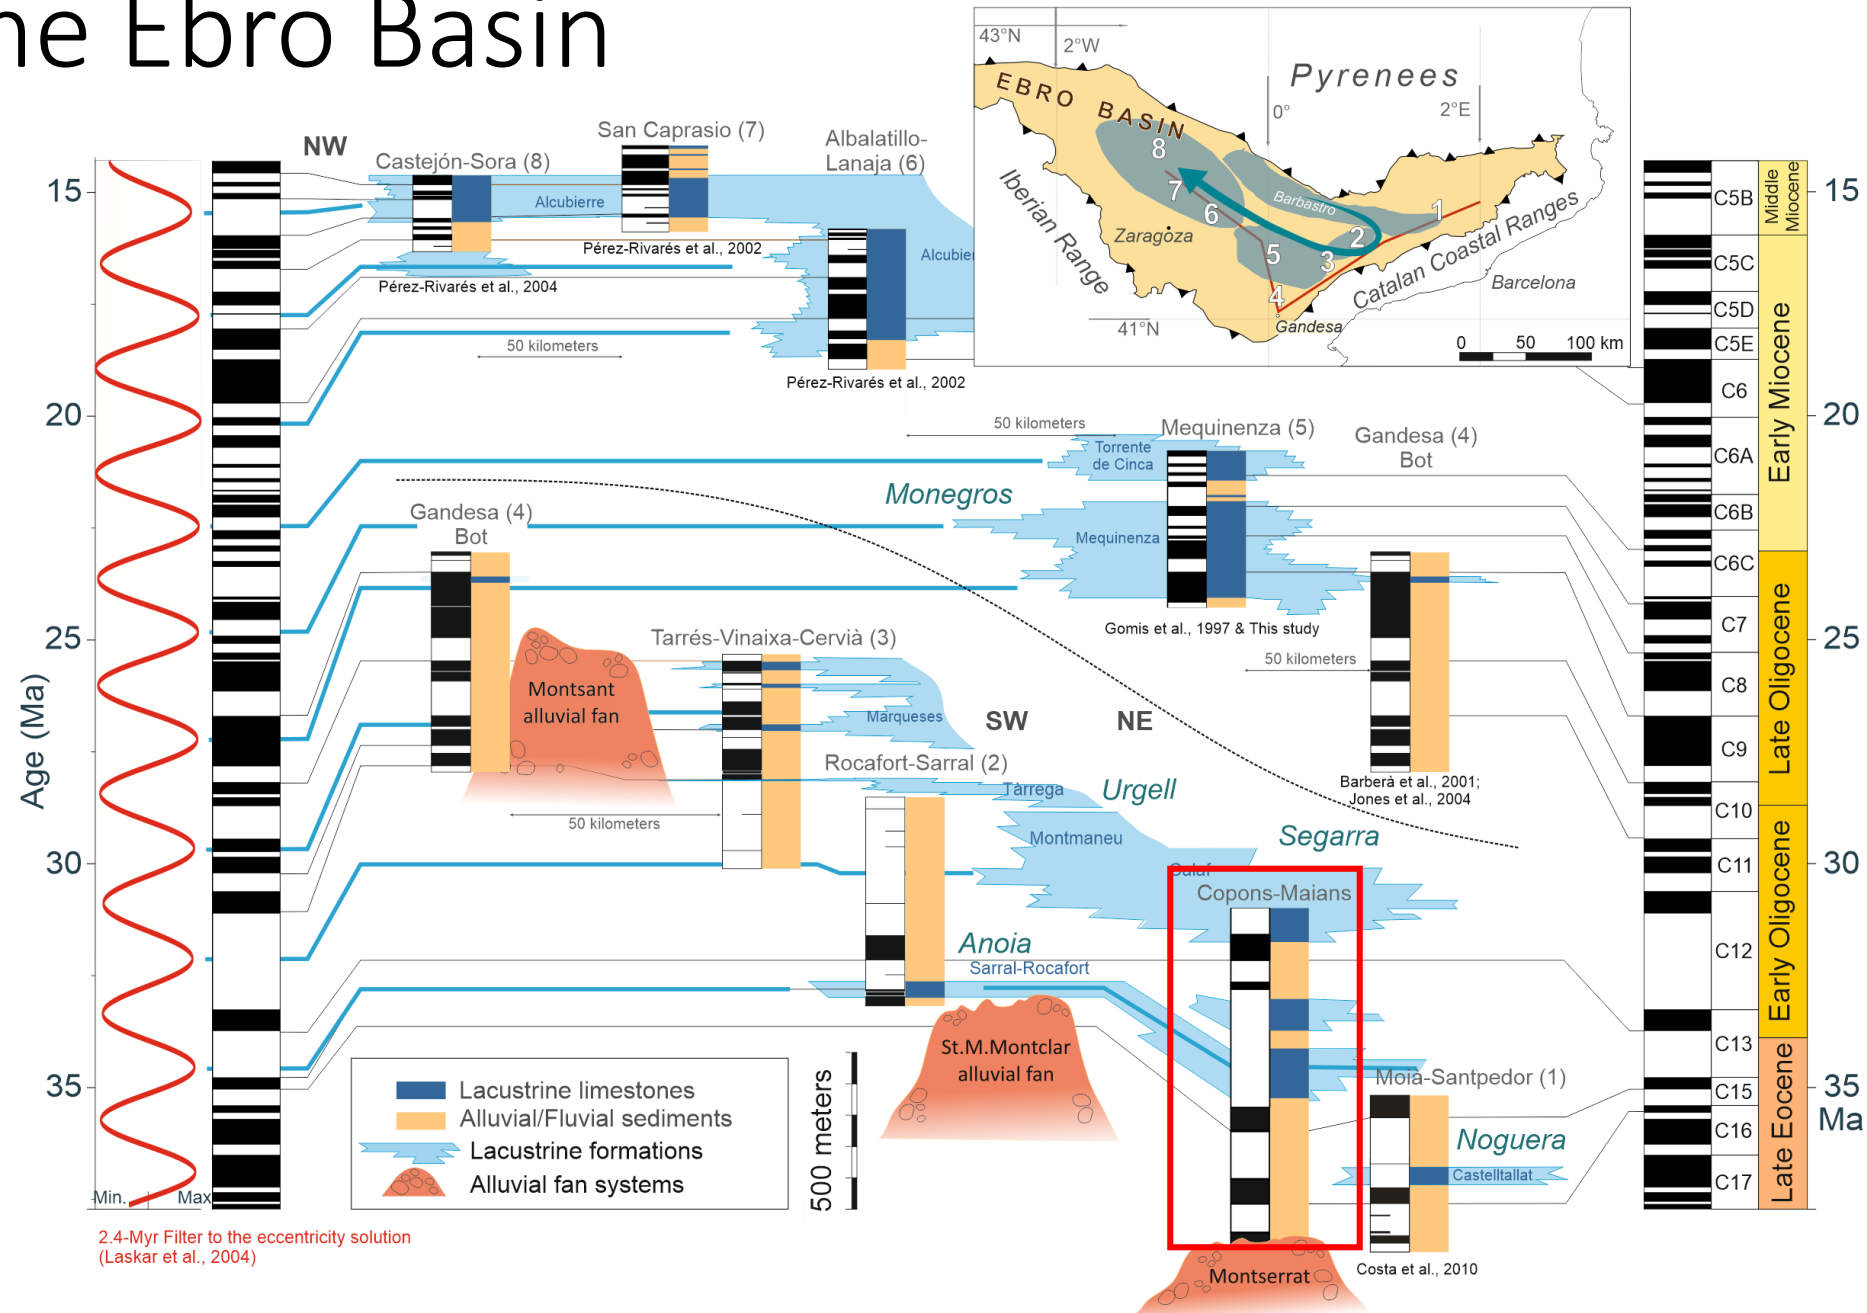 ne Ebro Basin
43°N
2°W
Pyrenees
0°
2°E
EBRO BASIN
8
7
6
5
4
3
2
1
Barbastro
Iberian Range
Zaragoza
Catalan Coastal Ranges
Barcelona
Gandesa
41°N
0 50 100 km
NW
Castejón-Sora (8)
San Caprasio (7)
Albalatillo-
Lanaja (6)
Alcubierre
Pérez-Rivarés et al., 2002
Alcubier
Pérez-Rivarés et al., 2004
50 kilometers
Pérez-Rivarés et al., 2002
Age (Ma)
15
20
25
30
35
Min.
Max
2.4-Myr Filter to the eccentricity solution
(Laskar et al., 2004)
50 kilometers
Mequinenza (5)
Gandesa (4)
Bot
Torrente
de Cinca
Monegros
Mequinenza
Gandesa (4)
Bot
Gomis et al., 1997 & This study
50 kilometers
Tarrés-Vinaixa-Cervià (3)
Montsant
alluvial fan
Marqueses
SW
NE
Rocafort-Sarral (2)
Barberà et al., 2001;
Jones et al., 2004
Tàrrega
Urgell
50 kilometers
Montmaneu
Segarra
Calaf
Copons-Maians
Anoia
Sarral-Rocafort
St.M.Montclar
alluvial fan
Moià-Santpedor (1)
Noguera
Castelltallat
Costa et al., 2010
Montserrat
500 meters
Lacustrine limestones
Alluvial/Fluvial sediments
Lacustrine formations
Alluvial fan systems
C5B
C5C
C5D
C5E
C6
C6A
C6B
C6C
C7
C8
C9
C10
C11
C12
C13
C15
C16
C17
Middle
Miocene
Early Miocene
Late Oligocene
Early Oligocene
Late Eocene
15
20
25
30
35
Ma